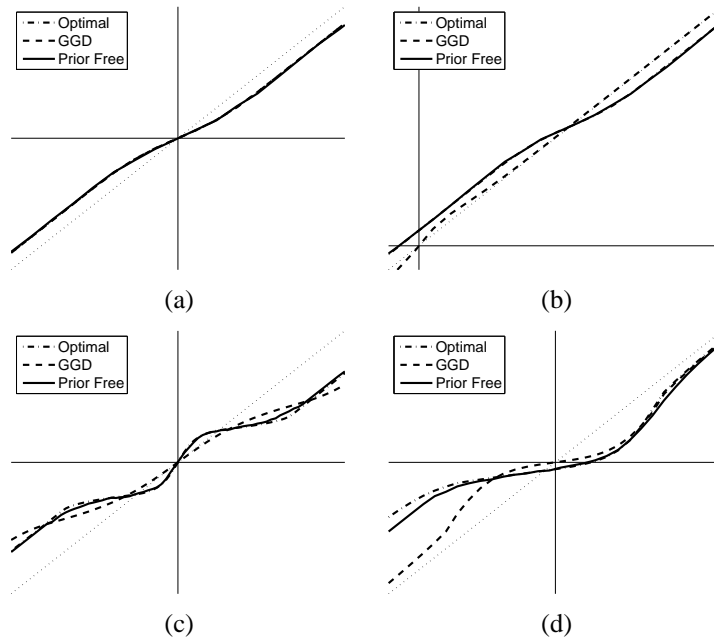 Optimal
GGD
Prior Free
Optimal
GGD
Prior Free
(a)
(b)
Optimal
GGD
Prior Free
Optimal
GGD
Prior Free
(c)
(d)